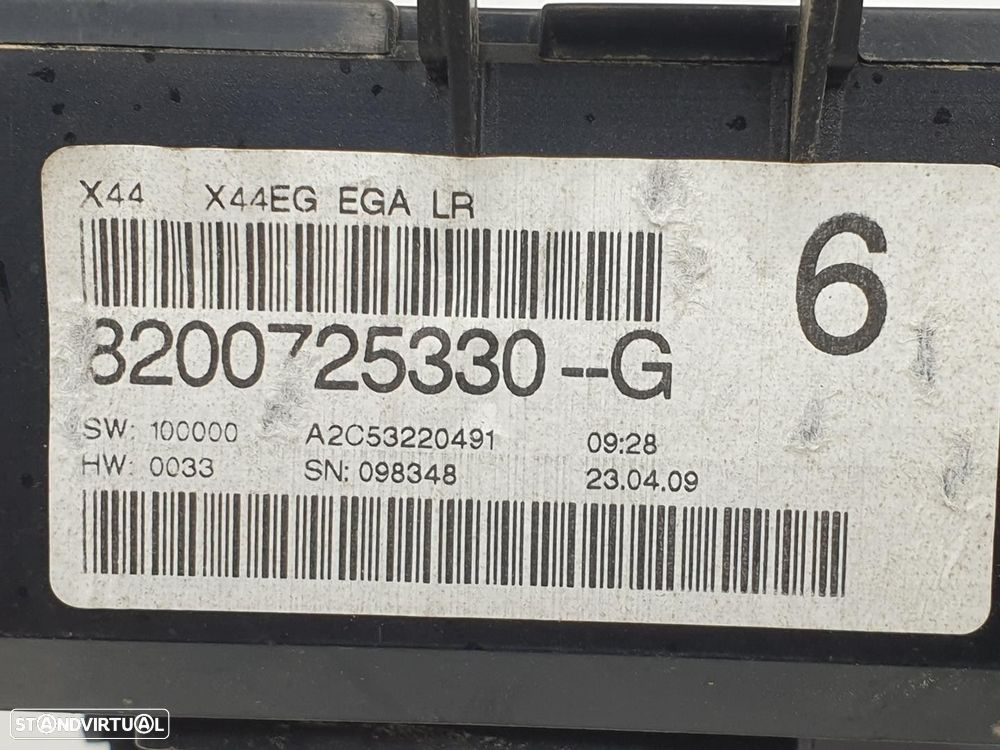 X44 X44EG EGA LR
6
8200725330--G
SW: 100000 A2C53220491 09:28
HW: 0033 SN: 098348 23.04.09
STANDVIRTUAL